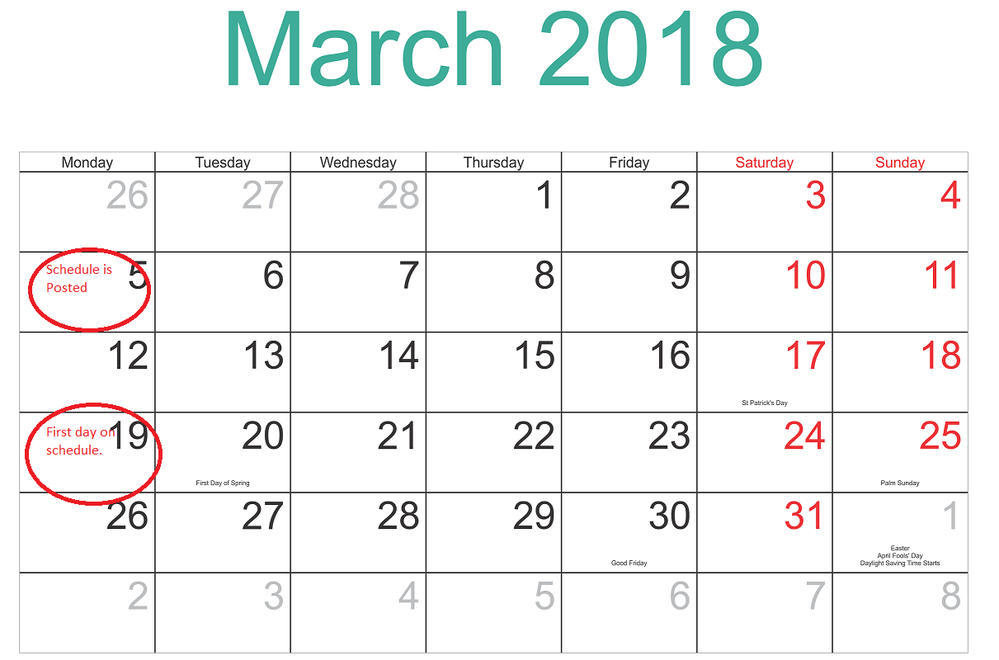 March 2018
Monday Tuesday Wednesday Thursday Friday Saturday Sunday
26 27 28 1 2 3 4
Schedule is
Posted
5 6 7 8 9 10 11
12 13 14 15 16 17 18
St Patrick's Day
First day on
schedule.
19 20 21 22 23 24 25
First Day of Spring Palm Sunday
26 27 28 29 30 31 1
Good Friday
Easter
April Fools' Day
Daylight Saving Time Starts
2 3 4 5 6 7 8